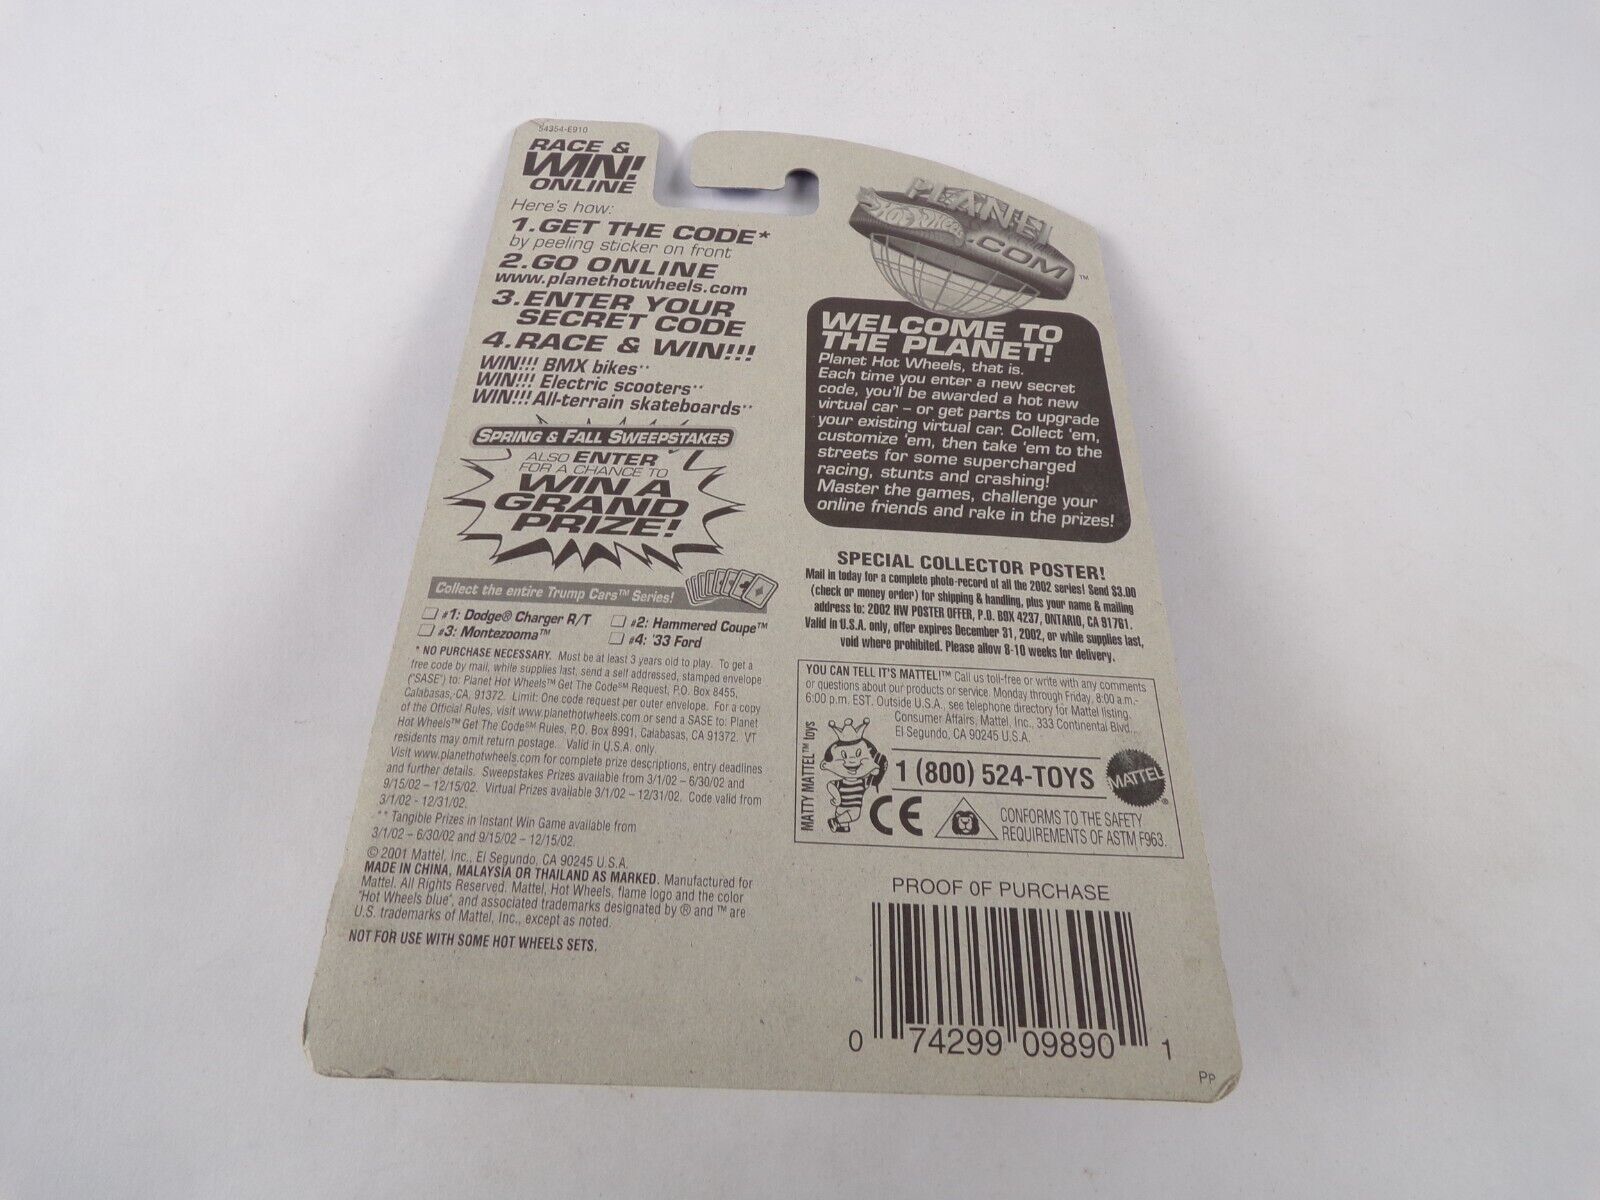 54354-E910
RACE &
WIN!
ONLINE
Here's how:
1.GET THE CODE*
by peeling sticker on front
2.GO ONLINE
www.planethotwheels.com
3.ENTER YOUR
SECRET CODE
4.RACE & WIN!!!
WIN!!! BMX bikes**
WIN!!! Electric scooters**
WIN!!! All-terrain skateboards**
SPRING & FALL SWEEPSTAKES
ALSO ENTER
FOR A CHANCE TO
WIN A
GRAND
PRIZE!
Collect the entire Trump Cars™ Series!
#1: Dodge® Charger R/T
#2: Hammered Coupe™
#3: Montezooma™
#4: '33 Ford
* NO PURCHASE NECESSARY. Must be at least 3 years old to play. To get a
free code by mail, while supplies last, send a self addressed, stamped envelope
("SASE") to: Planet Hot Wheels™ Get The Code℠ Request, P.O. Box 8455,
Calabasas, CA, 91372. Limit: One code request per outer envelope. For a copy
of the Official Rules, visit www.planethotwheels.com or send a SASE to: Planet
Hot Wheels™ Get The Code℠ Rules, P.O. Box 8991, Calabasas, CA 91372. VT
residents may omit return postage. Valid in U.S.A. only.
Visit www.planethotwheels.com for complete prize descriptions, entry deadlines
and further details. Sweepstakes Prizes available from 3/1/02 – 6/30/02 and
9/15/02 – 12/15/02. Virtual Prizes available 3/1/02 – 12/31/02. Code valid from
3/1/02 - 12/31/02.
** Tangible Prizes in Instant Win Game available from
3/1/02 – 6/30/02 and 9/15/02 – 12/15/02.
© 2001 Mattel, Inc., El Segundo, CA 90245 U.S.A.
MADE IN CHINA, MALAYSIA OR THAILAND AS MARKED. Manufactured for
Mattel. All Rights Reserved. Mattel, Hot Wheels, flame logo and the color
"Hot Wheels blue", and associated trademarks designated by ® and ™ are
U.S. trademarks of Mattel, Inc., except as noted.
NOT FOR USE WITH SOME HOT WHEELS SETS.
PLANET
Hot Wheels
.COM
™
WELCOME TO
THE PLANET!
Planet Hot Wheels, that is.
Each time you enter a new secret
code, you'll be awarded a hot new
virtual car – or get parts to upgrade
your existing virtual car. Collect 'em,
customize 'em, then take 'em to the
streets for some supercharged
racing, stunts and crashing!
Master the games, challenge your
online friends and rake in the prizes!
SPECIAL COLLECTOR POSTER!
Mail in today for a complete photo-record of all the 2002 series! Send $3.00
(check or money order) for shipping & handling, plus your name & mailing
address to: 2002 HW POSTER OFFER, P.O. BOX 4237, ONTARIO, CA 91761.
Valid in U.S.A. only, offer expires December 31, 2002, or while supplies last,
void where prohibited. Please allow 8-10 weeks for delivery.
YOU CAN TELL IT'S MATTEL!™ Call us toll-free or write with any comments
or questions about our products or service. Monday through Friday, 8:00 a.m.-
6:00 p.m. EST. Outside U.S.A., see telephone directory for Mattel listing.
Consumer Affairs, Mattel, Inc., 333 Continental Blvd.,
El Segundo, CA 90245 U.S.A.
MATTY MATTEL™ toys
1 (800) 524-TOYS
MATTEL
®
CE
CONFORMS TO THE SAFETY
REQUIREMENTS OF ASTM F963.
PROOF OF PURCHASE
0 74299 09890 1
PP